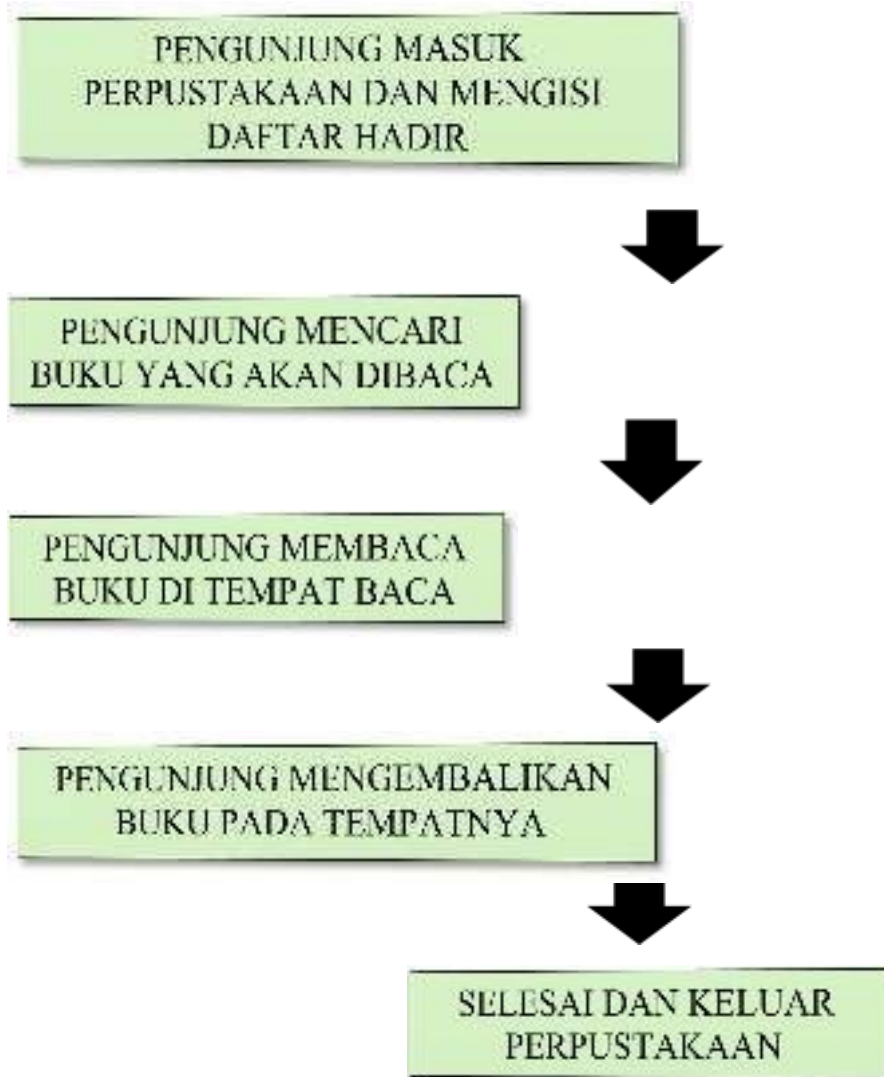 PENGUNJUNG MASUK
PERPUSTAKAAN DAN MENGISI
DAFTAR HADIR
PENGUNJUNG MENCARI
BUKU YANG AKAN DIBACA
PENGUNJUNG MEMBACA
BUKU DI TEMPAT BACA
PENGUNJUNG MENGEMBALIKAN
BUKU PADA TEMPATNYA
SELESAI DAN KELUAR
PERPUSTAKAAN